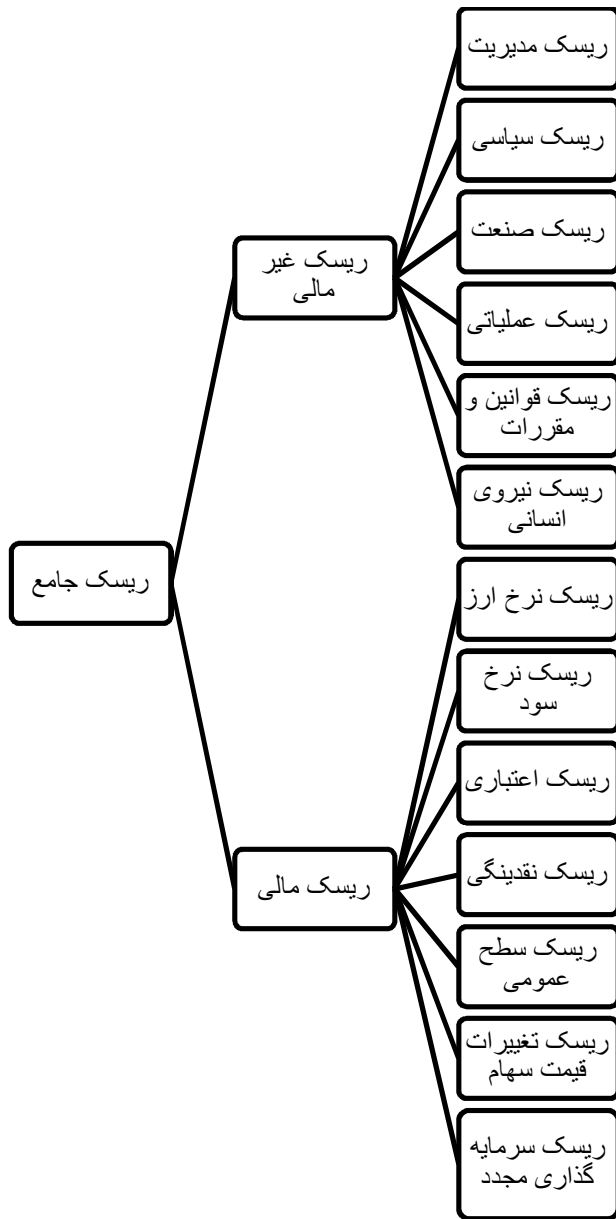 ریسک جامع
ریسک غیر
مالی
ریسک مدیریت
ریسک سیاسی
ریسک صنعت
ریسک عملیاتی
ریسک قوانین و
مقررات
ریسک نیروی
انسانی
ریسک مالی
ریسک نرخ ارز
ریسک نرخ
سود
ریسک اعتباری
ریسک نقدینگی
ریسک سطح
عمومی
ریسک تغییرات
قیمت سهام
ریسک سرمایه
گذاری مجدد